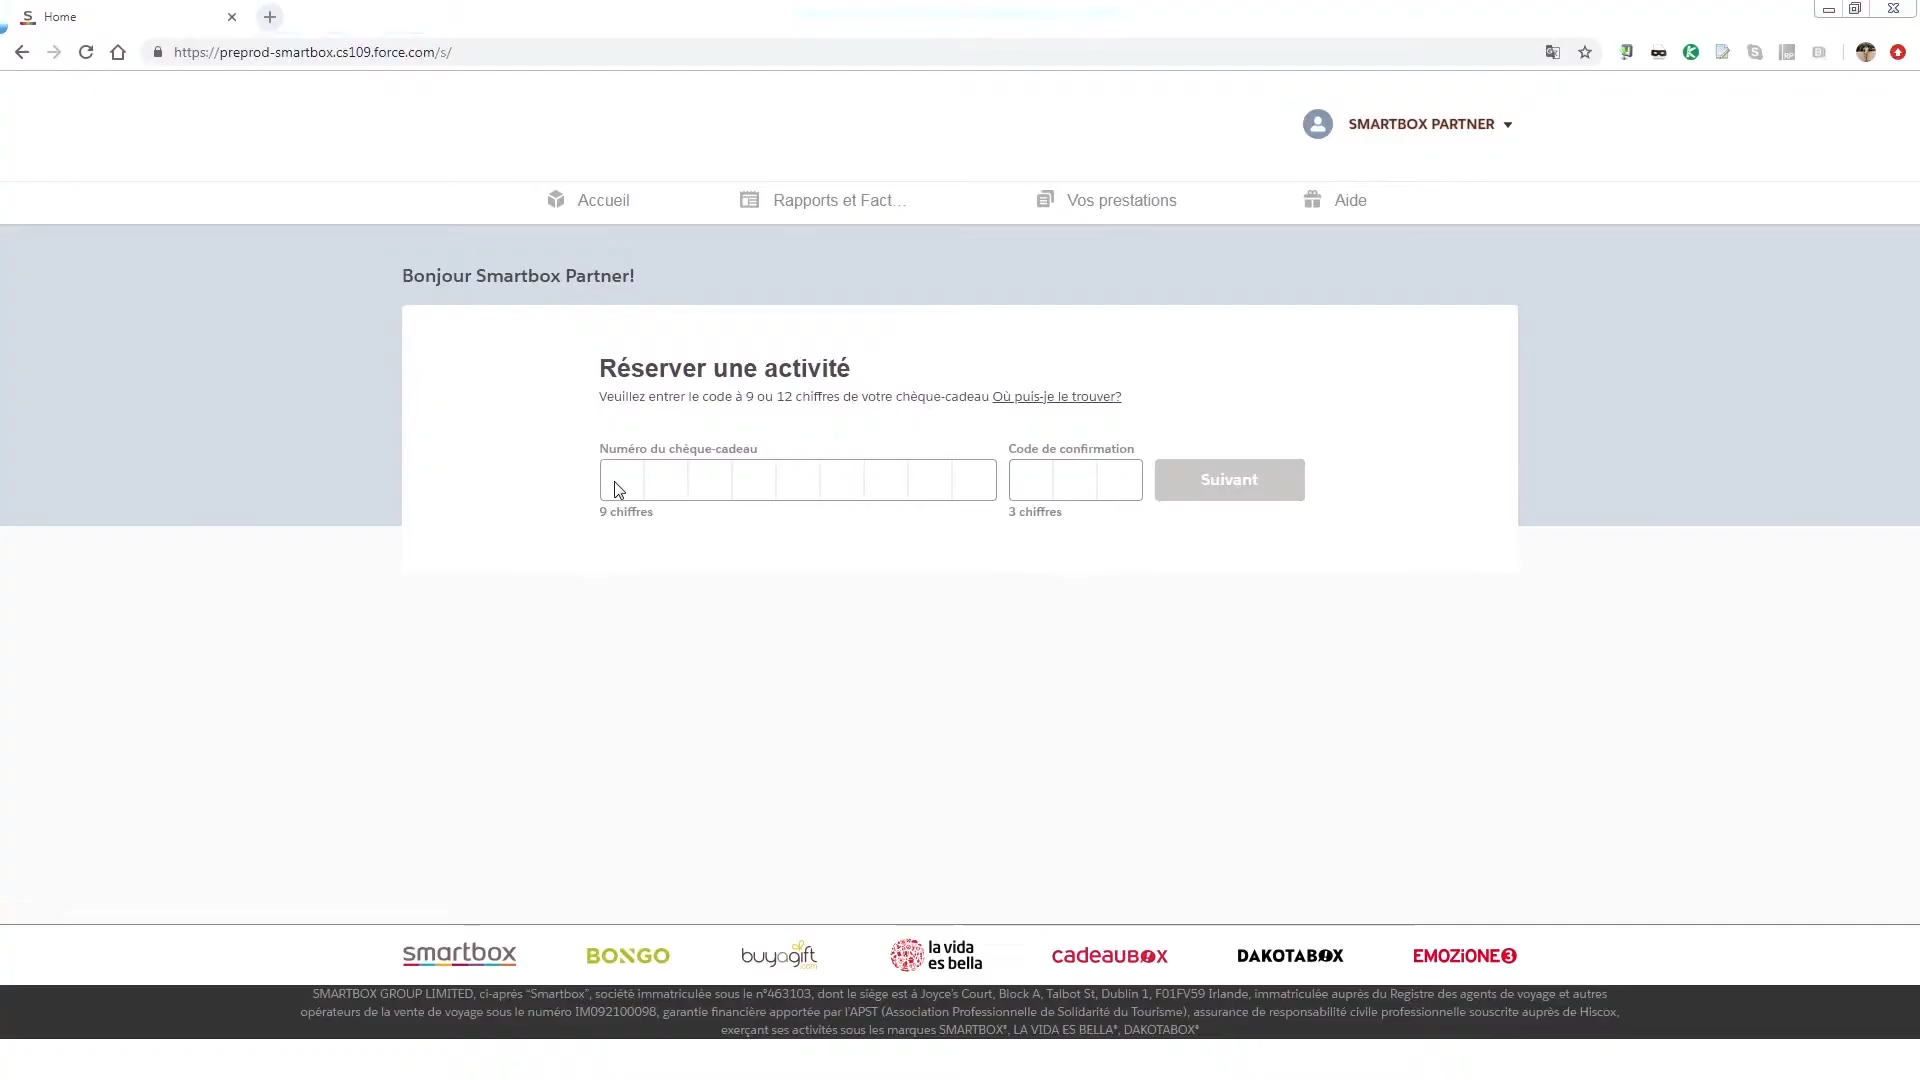 Home
https://preprod-smartbox.cs109.force.com/s/
SMARTBOX PARTNER
Accueil
Rapports et Fact...
Vos prestations
Aide
Bonjour Smartbox Partner!
Réserver une activité
Veuillez entrer le code à 9 ou 12 chiffres de votre chèque-cadeau Où puis-je le trouver?
Numéro du chèque-cadeau
Code de confirmation
Suivant
9 chiffres
3 chiffres
smartbox
BONGO
buyagift.com
la vida
es bella
CADEAUBOX
DAKOTABOX
EMOZiONE3
SMARTBOX GROUP LIMITED, ci-après “Smartbox”, société immatriculée sous le n°463103, dont le siège est à Joyce’s Court, Block A, Talbot St, Dublin 1, F01FV59 Irlande, immatriculée auprès du Registre des agents de voyage et autres
opérateurs de la vente de voyage sous le numéro IM092100098, garantie financière apportée par l’APST (Association Professionnelle de Solidarité du Tourisme), assurance de responsabilité civile professionnelle souscrite auprès de Hiscox,
exerçant ses activités sous les marques SMARTBOX®, LA VIDA ES BELLA®, DAKOTABOX®